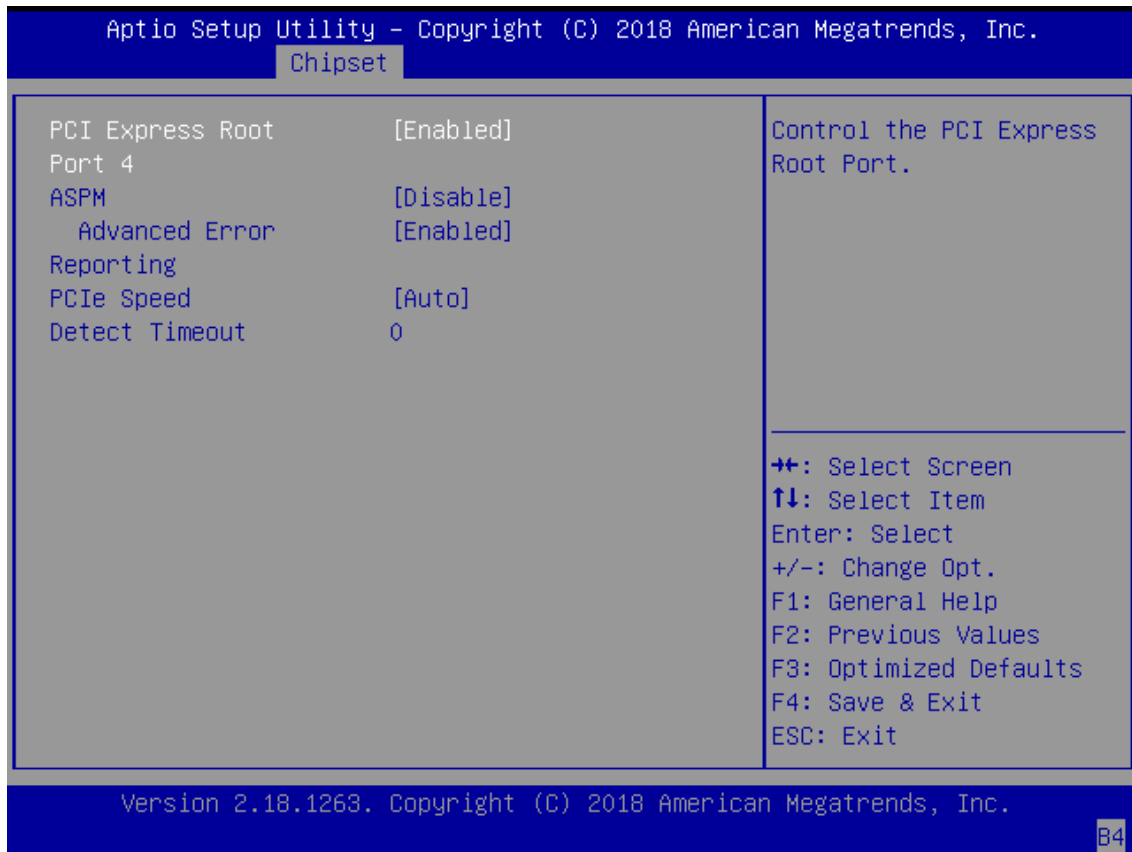 Aptio Setup Utility – Copyright (C) 2018 American Megatrends, Inc.
Chipset
PCI Express Root [Enabled]
Port 4
ASPM [Disable]
Advanced Error [Enabled]
Reporting
PCIe Speed [Auto]
Detect Timeout 0
Control the PCI Express
Root Port.
→←: Select Screen
↑↓: Select Item
Enter: Select
+/-: Change Opt.
F1: General Help
F2: Previous Values
F3: Optimized Defaults
F4: Save & Exit
ESC: Exit
Version 2.18.1263. Copyright (C) 2018 American Megatrends, Inc.
B4